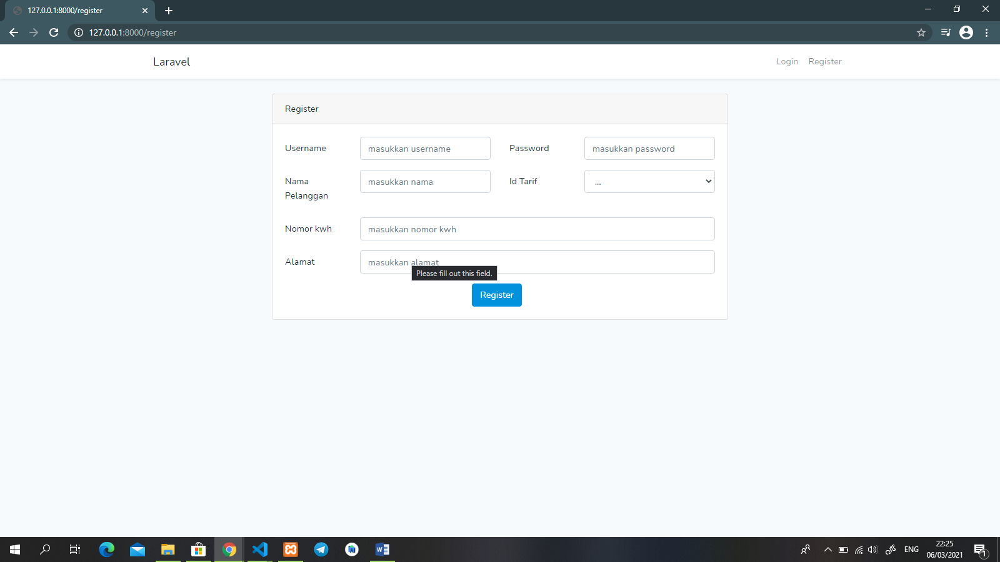 127.0.0.1:8000/register
127.0.0.1:8000/register
Laravel
Login Register
Register
Username masukkan username Password masukkan password
Nama Pelanggan masukkan nama Id Tarif ...
Nomor kwh masukkan nomor kwh
Alamat masukkan alamat
Please fill out this field.
Register
ENG 22:25
06/03/2021
1